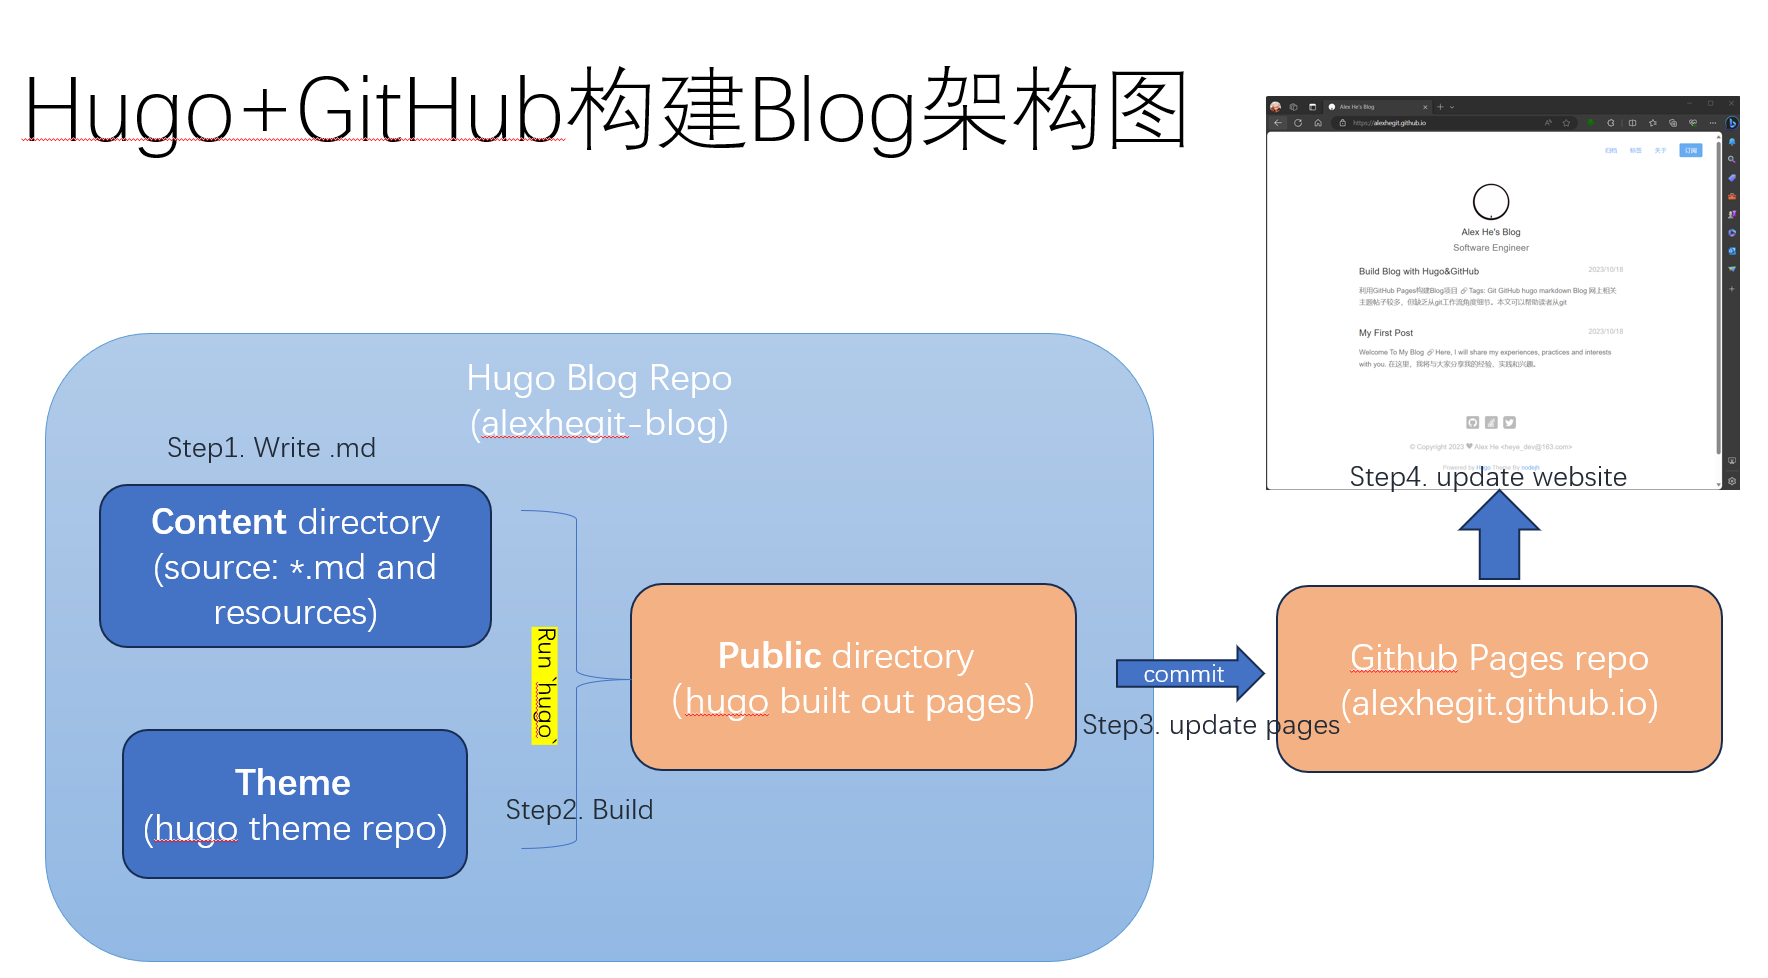 Hugo+GitHub构建Blog架构图
Alex He's Blog
https://alexhegit.github.io
归档 标签 关于 订阅
Alex He's Blog
Software Engineer
Build Blog with Hugo&GitHub 2023/10/18
利用GitHub Pages构建Blog项目 Tags: Git GitHub hugo markdown Blog 网上相关
主题帖子较多，但缺乏从git工作流角度细节。本文可以帮助读者从git
My First Post 2023/10/18
Welcome To My Blog Here, I will share my experiences, practices and interests
with you. 在这里，我将与大家分享我的经验、实践和兴趣。
© Copyright 2023 ❤ Alex He <heye_dev@163.com>
Powered by Hugo Theme By nodejh
Step4. update website
Hugo Blog Repo
(alexhegit-blog)
Step1. Write .md
Content directory
(source: *.md and
resources)
Run `hugo`
Theme
(hugo theme repo)
Step2. Build
Public directory
(hugo built out pages)
commit
Step3. update pages
Github Pages repo
(alexhegit.github.io)